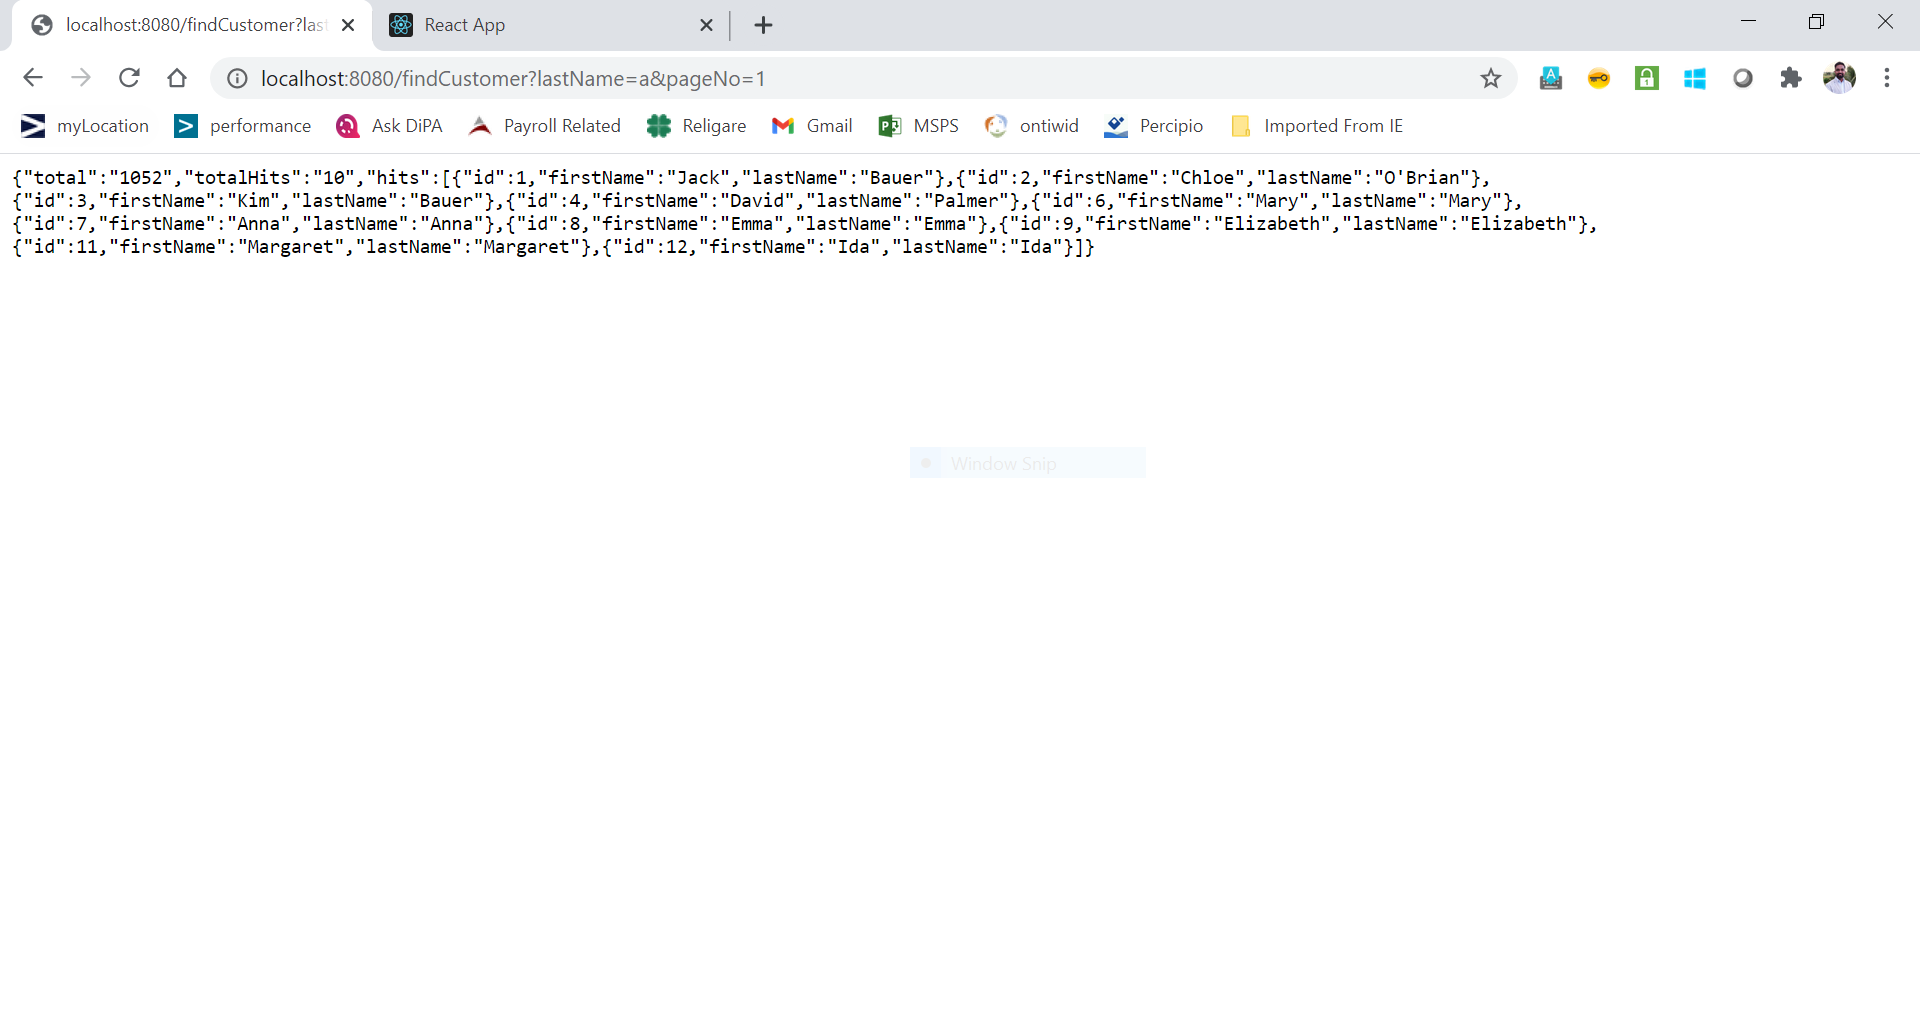 localhost:8080/findCustomer?las
React App
localhost:8080/findCustomer?lastName=a&pageNo=1
myLocation performance Ask DiPA Payroll Related Religare Gmail MSPS ontiwid Percipio Imported From IE
{"total":"1052","totalHits":"10","hits":[{"id":1,"firstName":"Jack","lastName":"Bauer"},{"id":2,"firstName":"Chloe","lastName":"O'Brian"},
{"id":3,"firstName":"Kim","lastName":"Bauer"},{"id":4,"firstName":"David","lastName":"Palmer"},{"id":6,"firstName":"Mary","lastName":"Mary"},
{"id":7,"firstName":"Anna","lastName":"Anna"},{"id":8,"firstName":"Emma","lastName":"Emma"},{"id":9,"firstName":"Elizabeth","lastName":"Elizabeth"},
{"id":11,"firstName":"Margaret","lastName":"Margaret"},{"id":12,"firstName":"Ida","lastName":"Ida"}]}
Window Snip